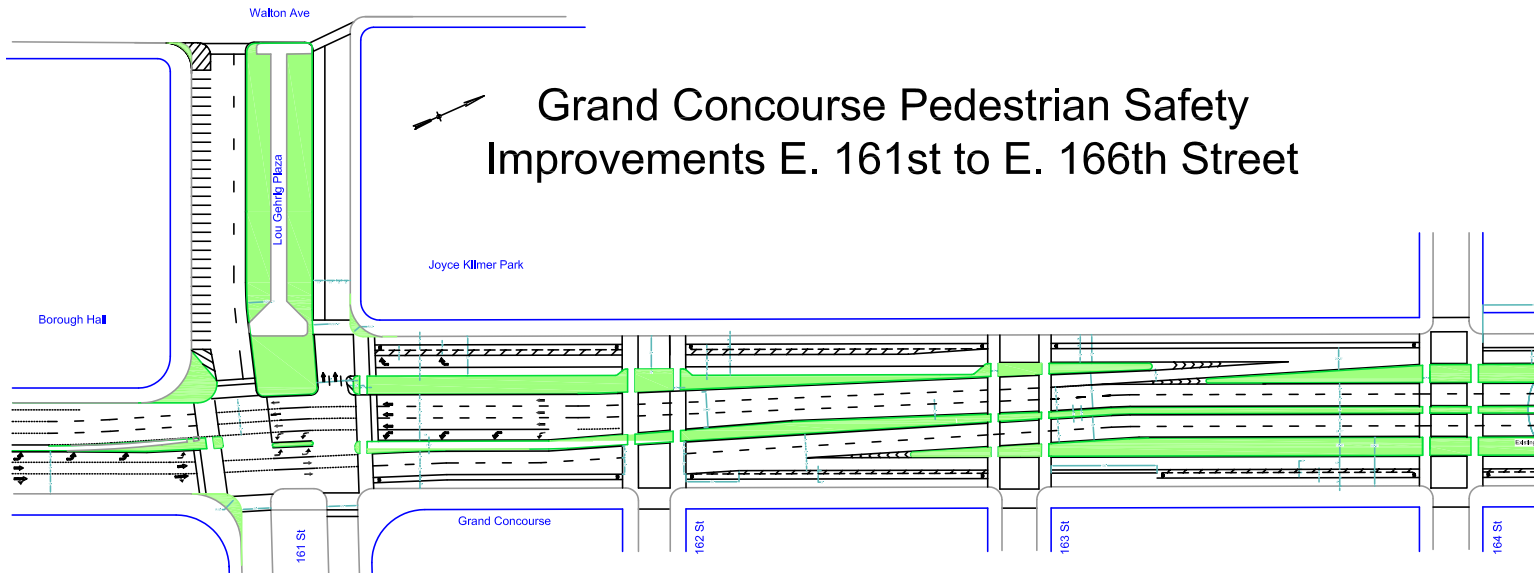 Walton Ave
Grand Concourse Pedestrian Safety
Improvements E. 161st to E. 166th Street
Lou Gehrig Plaza
Joyce Kilmer Park
Borough Hall
Grand Concourse
161 St
162 St
163 St
164 St